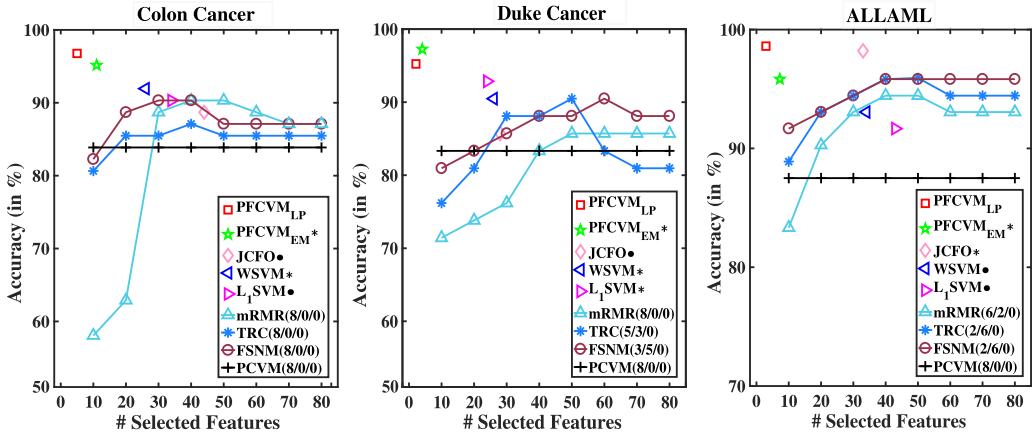 Colon Cancer
Accuracy (in %)
100
90
80
70
60
50
0 10 20 30 40 50 60 70 80
# Selected Features
PFCVM_LP
PFCVM_EM*
JCFO●
WSVM*
L_1SVM●
mRMR(8/0/0)
TRC(8/0/0)
FSNM(8/0/0)
PCVM(8/0/0)
Duke Cancer
Accuracy (in %)
100
90
80
70
60
50
0 10 20 30 40 50 60 70 80
# Selected Features
PFCVM_LP
PFCVM_EM*
JCFO●
WSVM*
L_1SVM*
mRMR(8/0/0)
TRC(5/3/0)
FSNM(3/5/0)
PCVM(8/0/0)
ALLAML
Accuracy (in %)
100
90
80
70
0 10 20 30 40 50 60 70 80
# Selected Features
PFCVM_LP
PFCVM_EM*
JCFO*
WSVM●
L_1SVM●
mRMR(6/2/0)
TRC(2/6/0)
FSNM(2/6/0)
PCVM(8/0/0)